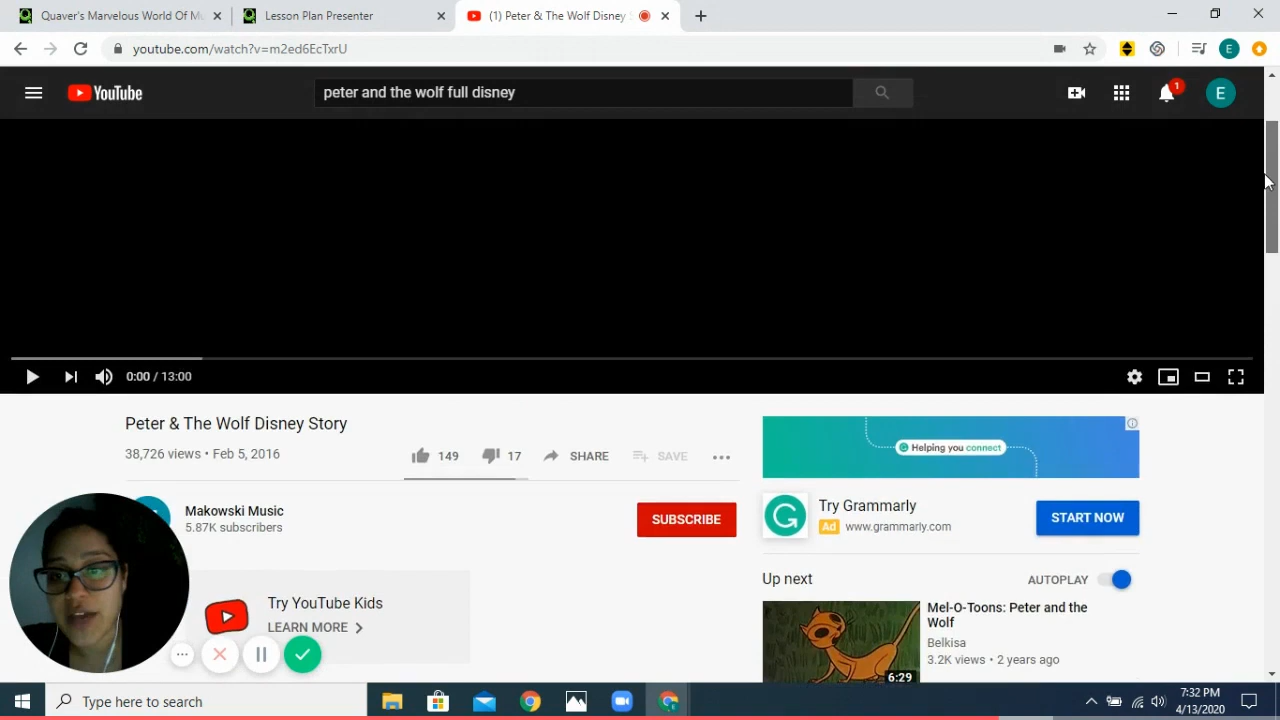 Quaver's Marvelous World Of Mu
Lesson Plan Presenter
(1) Peter & The Wolf Disney S
youtube.com/watch?v=m2ed6EcTxrU
E
YouTube
peter and the wolf full disney
1
E
0:00 / 13:00
Peter & The Wolf Disney Story
38,726 views • Feb 5, 2016
149
17
SHARE
SAVE
Makowski Music
5.87K subscribers
SUBSCRIBE
Try YouTube Kids
LEARN MORE
Helping you connect
Try Grammarly
Ad www.grammarly.com
START NOW
Up next
AUTOPLAY
Mel-O-Toons: Peter and the
Wolf
Belkisa
3.2K views • 2 years ago
6:29
Type here to search
7:32 PM
4/13/2020